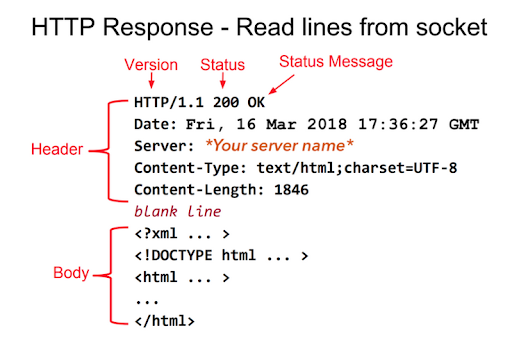 HTTP Response - Read lines from socket
Version Status Status Message
HTTP/1.1 200 OK
Date: Fri, 16 Mar 2018 17:36:27 GMT
Server: *Your server name*
Header
Content-Type: text/html;charset=UTF-8
Content-Length: 1846
blank line
<?xml ... >
<!DOCTYPE html ... >
Body
<html ... >
...
</html>